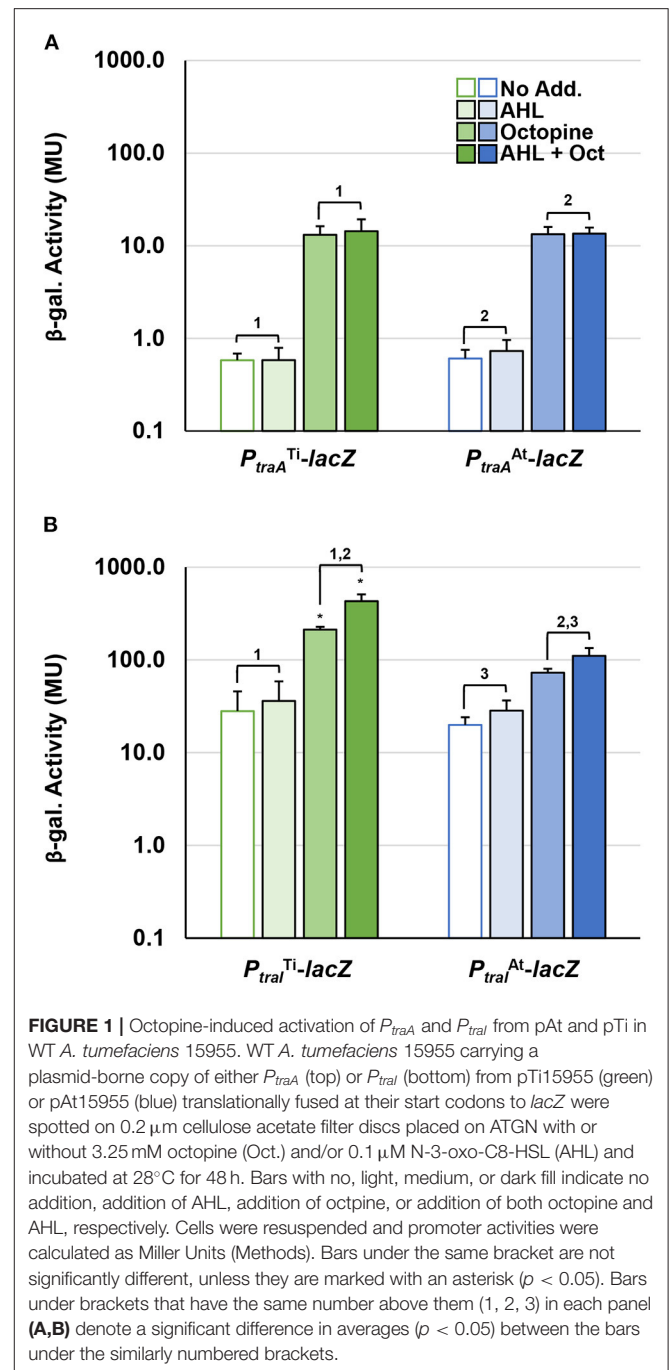 A
1000.0
100.0
10.0
1.0
0.1
β-gal. Activity (MU)
No Add.
AHL
Octopine
AHL + Oct
1
1
2
2
PtraATi-lacZ
PtraAAt-lacZ
B
1000.0
100.0
10.0
1.0
0.1
β-gal. Activity (MU)
1
1,2
*
*
3
2,3
PtraITi-lacZ
PtraIAt-lacZ
FIGURE 1 | Octopine-induced activation of PtraA and PtraI from pAt and pTi in
WT A. tumefaciens 15955. WT A. tumefaciens 15955 carrying a
plasmid-borne copy of either PtraA (top) or PtraI (bottom) from pTi15955 (green)
or pAt15955 (blue) translationally fused at their start codons to lacZ were
spotted on 0.2 μm cellulose acetate filter discs placed on ATGN with or
without 3.25 mM octopine (Oct.) and/or 0.1 μM N-3-oxo-C8-HSL (AHL) and
incubated at 28°C for 48 h. Bars with no, light, medium, or dark fill indicate no
addition, addition of AHL, addition of octpine, or addition of both octopine and
AHL, respectively. Cells were resuspended and promoter activities were
calculated as Miller Units (Methods). Bars under the same bracket are not
significantly different, unless they are marked with an asterisk (p < 0.05). Bars
under brackets that have the same number above them (1, 2, 3) in each panel
(A,B) denote a significant difference in averages (p < 0.05) between the bars
under the similarly numbered brackets.